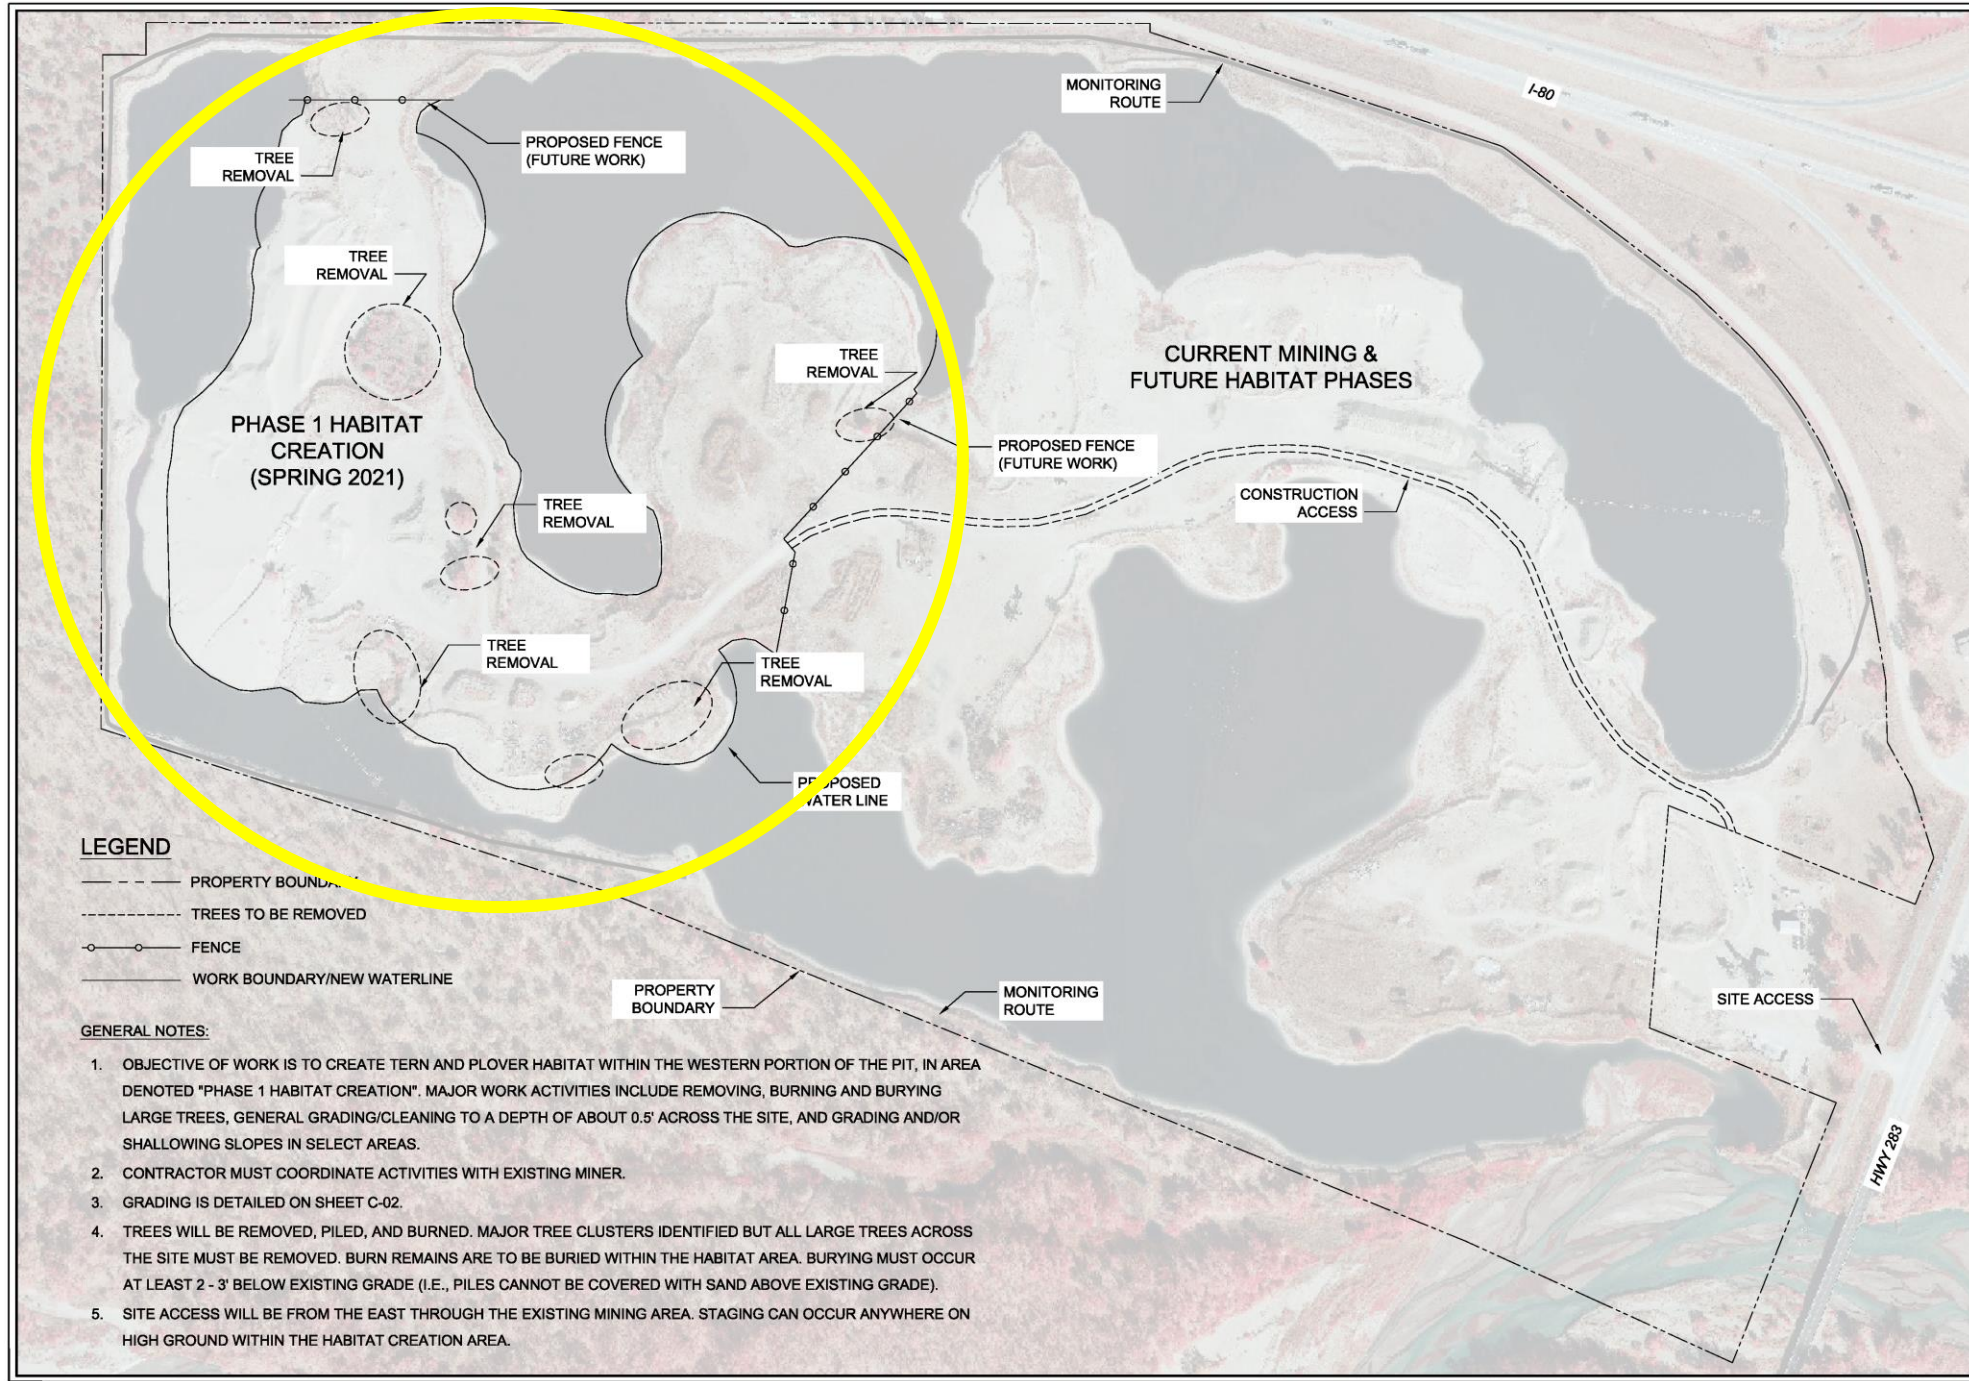 MONITORING
ROUTE
I-80
PROPOSED FENCE
(FUTURE WORK)
TREE
REMOVAL
TREE
REMOVAL
TREE
REMOVAL
CURRENT MINING &
FUTURE HABITAT PHASES
PHASE 1 HABITAT
CREATION
(SPRING 2021)
PROPOSED FENCE
(FUTURE WORK)
TREE
REMOVAL
CONSTRUCTION
ACCESS
TREE
REMOVAL
TREE
REMOVAL
PROPOSED
WATER LINE
LEGEND
PROPERTY BOUNDARY
TREES TO BE REMOVED
FENCE
WORK BOUNDARY/NEW WATERLINE
PROPERTY
BOUNDARY
MONITORING
ROUTE
SITE ACCESS
HWY 283
GENERAL NOTES:
1. OBJECTIVE OF WORK IS TO CREATE TERN AND PLOVER HABITAT WITHIN THE WESTERN PORTION OF THE PIT, IN AREA
DENOTED "PHASE 1 HABITAT CREATION". MAJOR WORK ACTIVITIES INCLUDE REMOVING, BURNING AND BURYING
LARGE TREES, GENERAL GRADING/CLEANING TO A DEPTH OF ABOUT 0.5' ACROSS THE SITE, AND GRADING AND/OR
SHALLOWING SLOPES IN SELECT AREAS.
2. CONTRACTOR MUST COORDINATE ACTIVITIES WITH EXISTING MINER.
3. GRADING IS DETAILED ON SHEET C-02.
4. TREES WILL BE REMOVED, PILED, AND BURNED. MAJOR TREE CLUSTERS IDENTIFIED BUT ALL LARGE TREES ACROSS
THE SITE MUST BE REMOVED. BURN REMAINS ARE TO BE BURIED WITHIN THE HABITAT AREA. BURYING MUST OCCUR
AT LEAST 2 - 3' BELOW EXISTING GRADE (I.E., PILES CANNOT BE COVERED WITH SAND ABOVE EXISTING GRADE).
5. SITE ACCESS WILL BE FROM THE EAST THROUGH THE EXISTING MINING AREA. STAGING CAN OCCUR ANYWHERE ON
HIGH GROUND WITHIN THE HABITAT CREATION AREA.